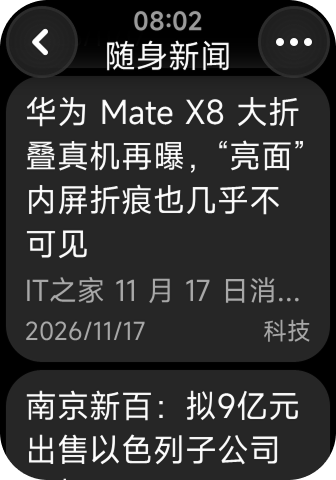 08:02
随身新闻
华为 Mate X8 大折
叠真机再曝，“亮面”
内屏折痕也几乎不
可见
IT之家 11 月 17 日消...
2026/11/17 科技
南京新百：拟9亿元
出售以色列子公司